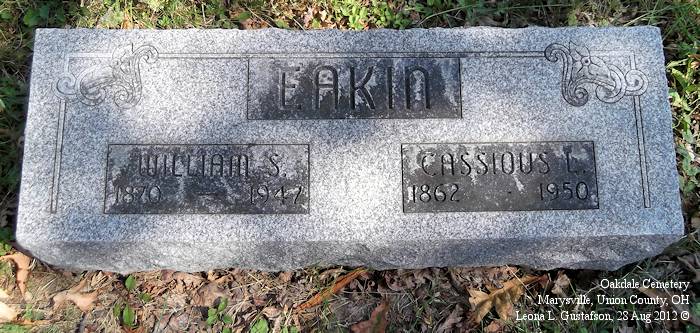 EAKIN
WILLIAM S.
1870 — 1947
CASSIOUS L.
1862 - 1950
Oakdale Cemetery
Marysville, Union County, OH
Leona L. Gustafson, 28 Aug 2012 ©